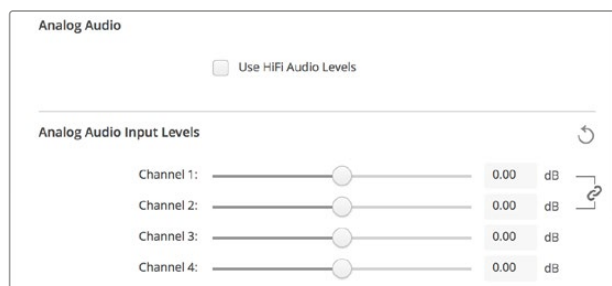 Analog Audio
Use HiFi Audio Levels
Analog Audio Input Levels
Channel 1: 0.00 dB
Channel 2: 0.00 dB
Channel 3: 0.00 dB
Channel 4: 0.00 dB